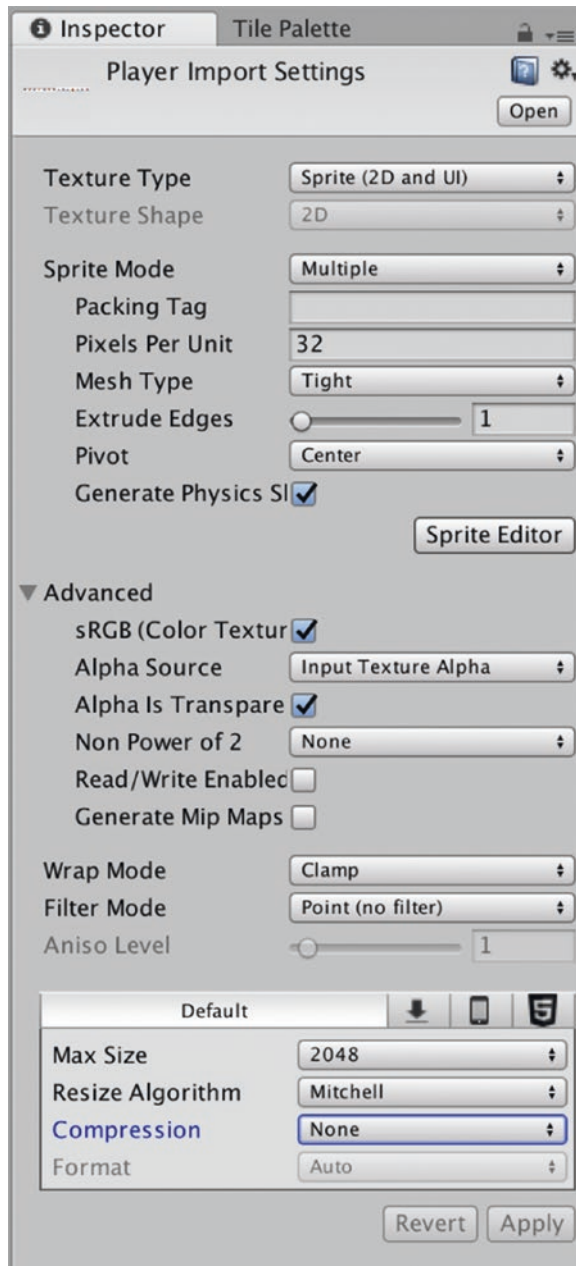 Inspector Tile Palette
Player Import Settings
Open
Texture Type Sprite (2D and UI)
Texture Shape 2D
Sprite Mode Multiple
Packing Tag
Pixels Per Unit 32
Mesh Type Tight
Extrude Edges 1
Pivot Center
Generate Physics Sl
Sprite Editor
Advanced
sRGB (Color Textur
Alpha Source Input Texture Alpha
Alpha Is Transpare
Non Power of 2 None
Read/Write Enabled
Generate Mip Maps
Wrap Mode Clamp
Filter Mode Point (no filter)
Aniso Level 1
Default 5
Max Size 2048
Resize Algorithm Mitchell
Compression None
Format Auto
Revert Apply